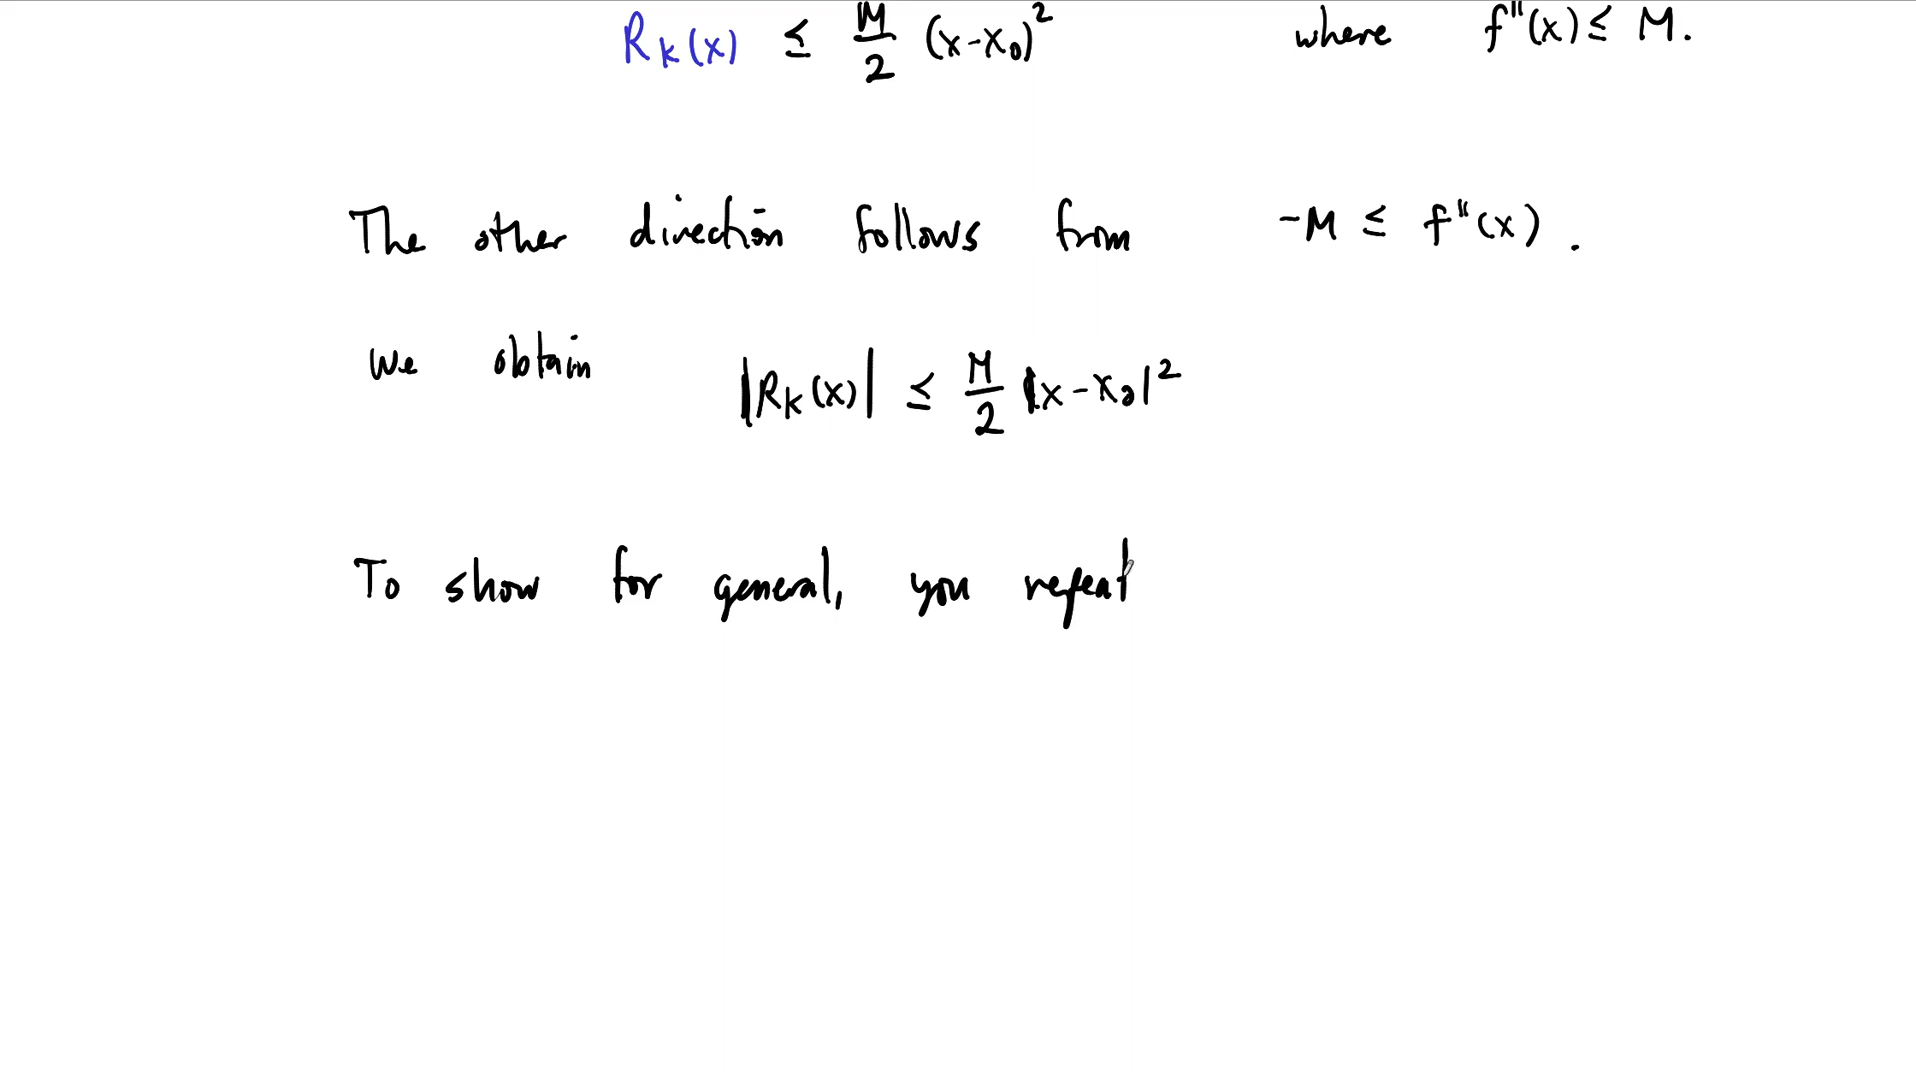 R_k(x) ≤ M/2 (x-x_0)^2 where f''(x) ≤ M.
The other direction follows from -M ≤ f''(x).
We obtain |R_k(x)| ≤ M/2 |x-x_0|^2
To show for general, you repeat